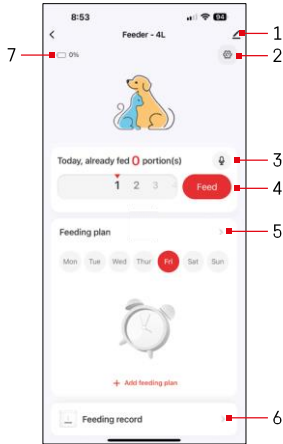 8:53
94
Feeder - 4L
1
7
0%
2
Today, already fed 0 portion(s)
3
1 2 3 4
Feed
4
Feeding plan
5
Mon Tue Wed Thur Fri Sat Sun
+ Add feeding plan
Feeding record
6